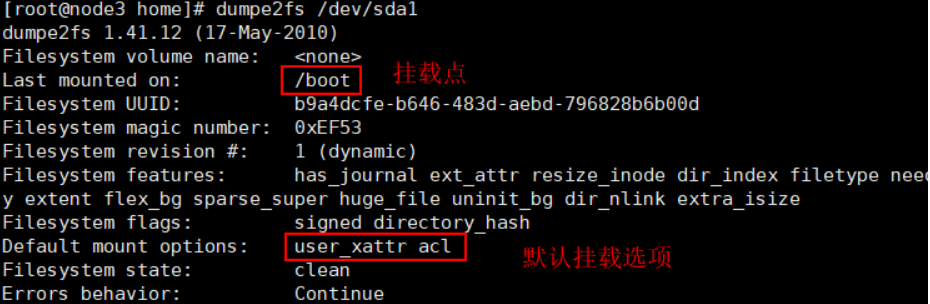 [root@node3 home]# dumpe2fs /dev/sda1
dumpe2fs 1.41.12 (17-May-2010)
Filesystem volume name:   <none>
Last mounted on:          /boot 挂载点
Filesystem UUID:          b9a4dcfe-b646-483d-aebd-796828b6b00d
Filesystem magic number:  0xEF53
Filesystem revision #:    1 (dynamic)
Filesystem features:      has_journal ext_attr resize_inode dir_index filetype need
y extent flex_bg sparse_super huge_file uninit_bg dir_nlink extra_isize
Filesystem flags:         signed directory_hash
Default mount options:    user_xattr acl 默认挂载选项
Filesystem state:         clean
Errors behavior:          Continue